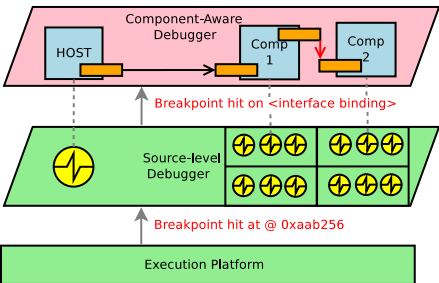 Component-Aware
Debugger
HOST
Comp
1
Comp
2
Breakpoint hit on <interface binding>
Source-level
Debugger
Breakpoint hit at @ 0xaab256
Execution Platform